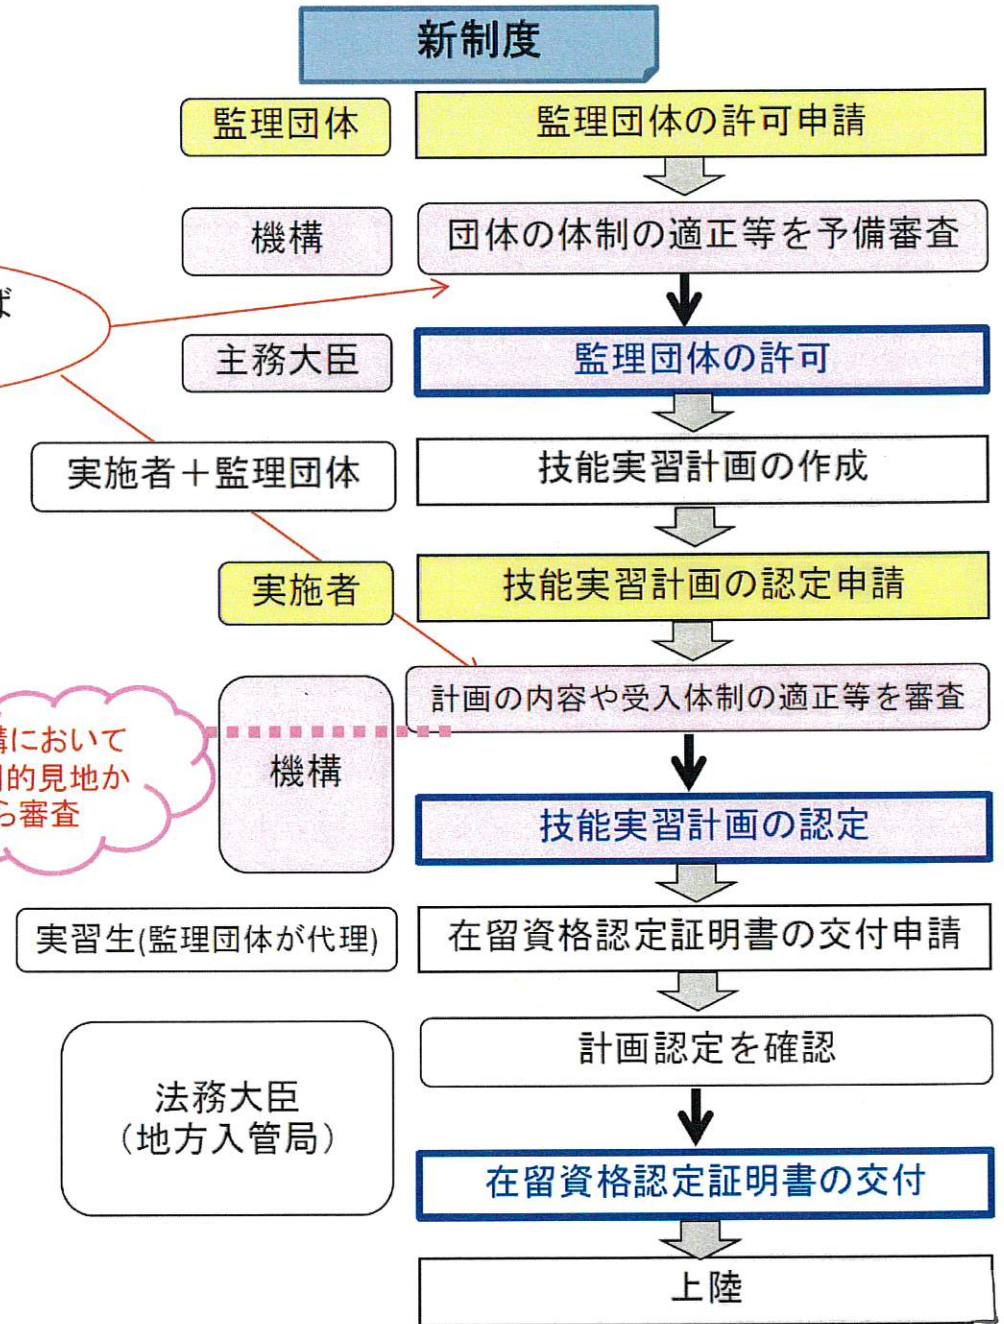 新制度
監理団体
監理団体の許可申請
機構
団体の体制の適正等を予備審査
ば
主務大臣
監理団体の許可
実施者＋監理団体
技能実習計画の作成
実施者
技能実習計画の認定申請
計画の内容や受入体制の適正等を審査
構において
的見地か
ら審査
機構
技能実習計画の認定
実習生(監理団体が代理)
在留資格認定証明書の交付申請
計画認定を確認
法務大臣
（地方入管局）
在留資格認定証明書の交付
上陸